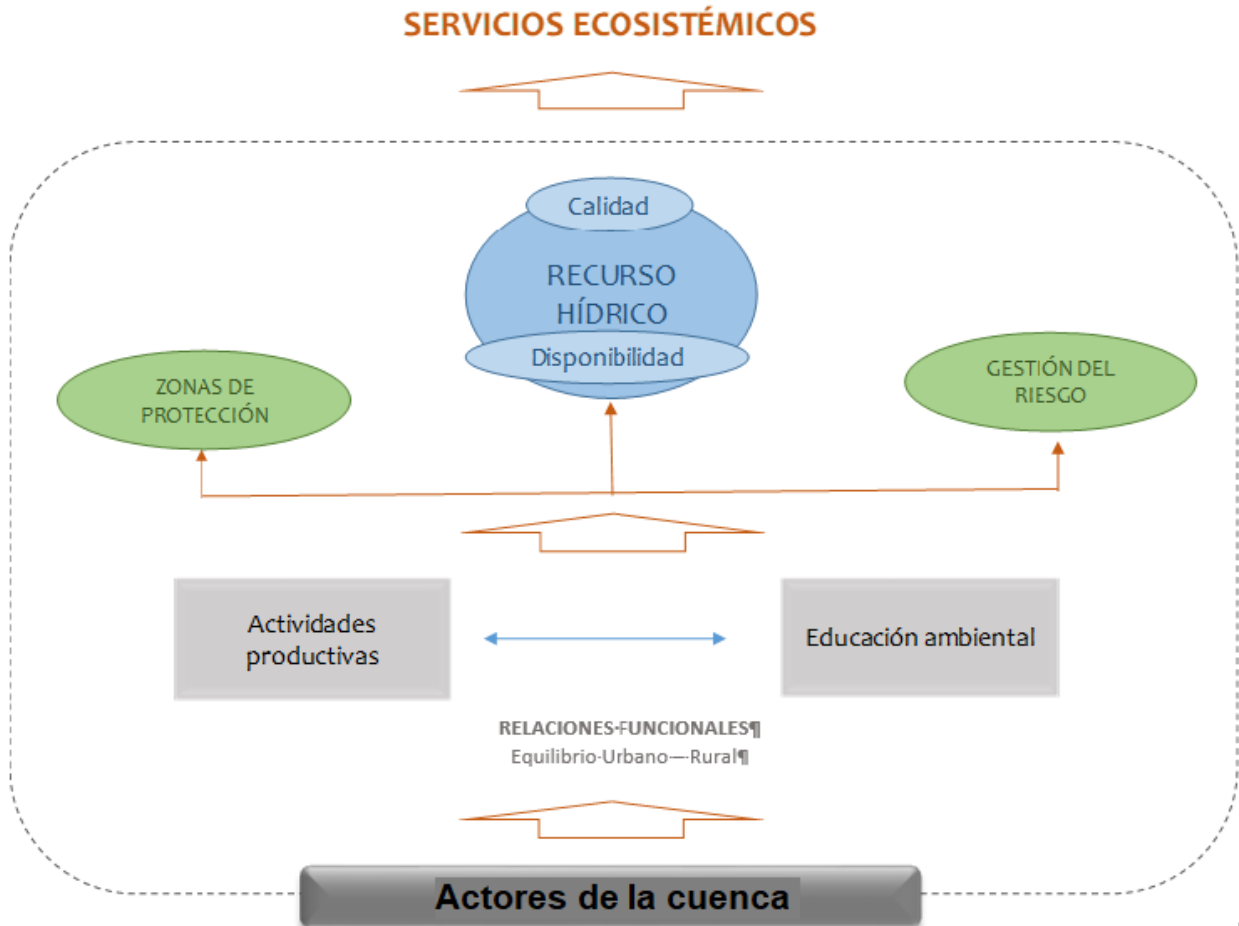 SERVICIOS ECOSISTÉMICOS
Calidad
RECURSO
HÍDRICO
Disponibilidad
ZONAS DE
PROTECCIÓN
GESTIÓN DEL
RIESGO
Actividades
productivas
Educación ambiental
RELACIONES·FUNCIONALES¶
Equilibrio·Urbano·–·Rural¶
Actores de la cuenca